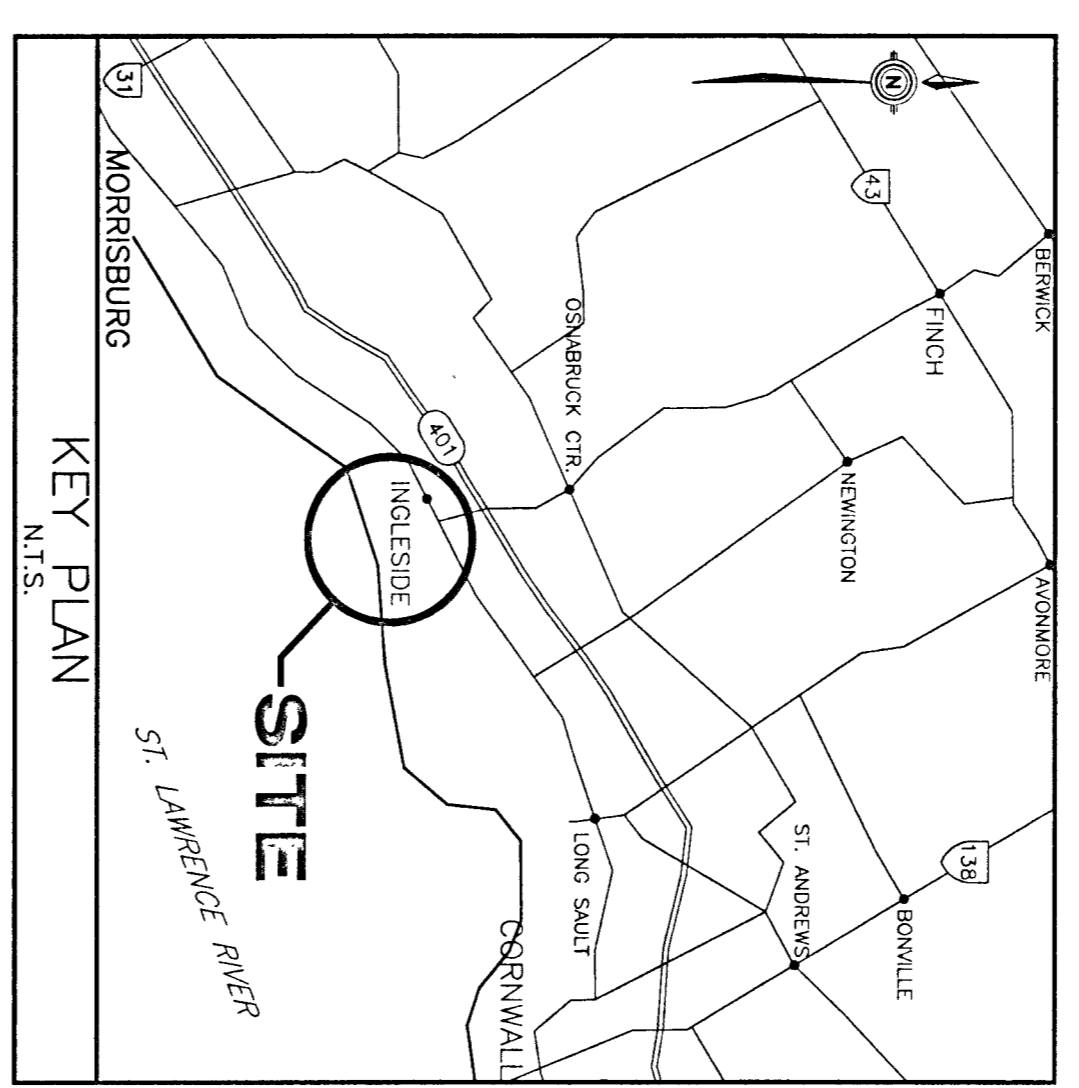 N
BERWICK
43
FINCH
AVONMORE
NEWINGTON
138
BONVILLE
OSNABRUCK CTR.
ST. ANDREWS
401
LONG SAULT
INGLESIDE
CORNWALL
31
MORRISBURG
SITE
ST. LAWRENCE RIVER
KEY PLAN
N.T.S.